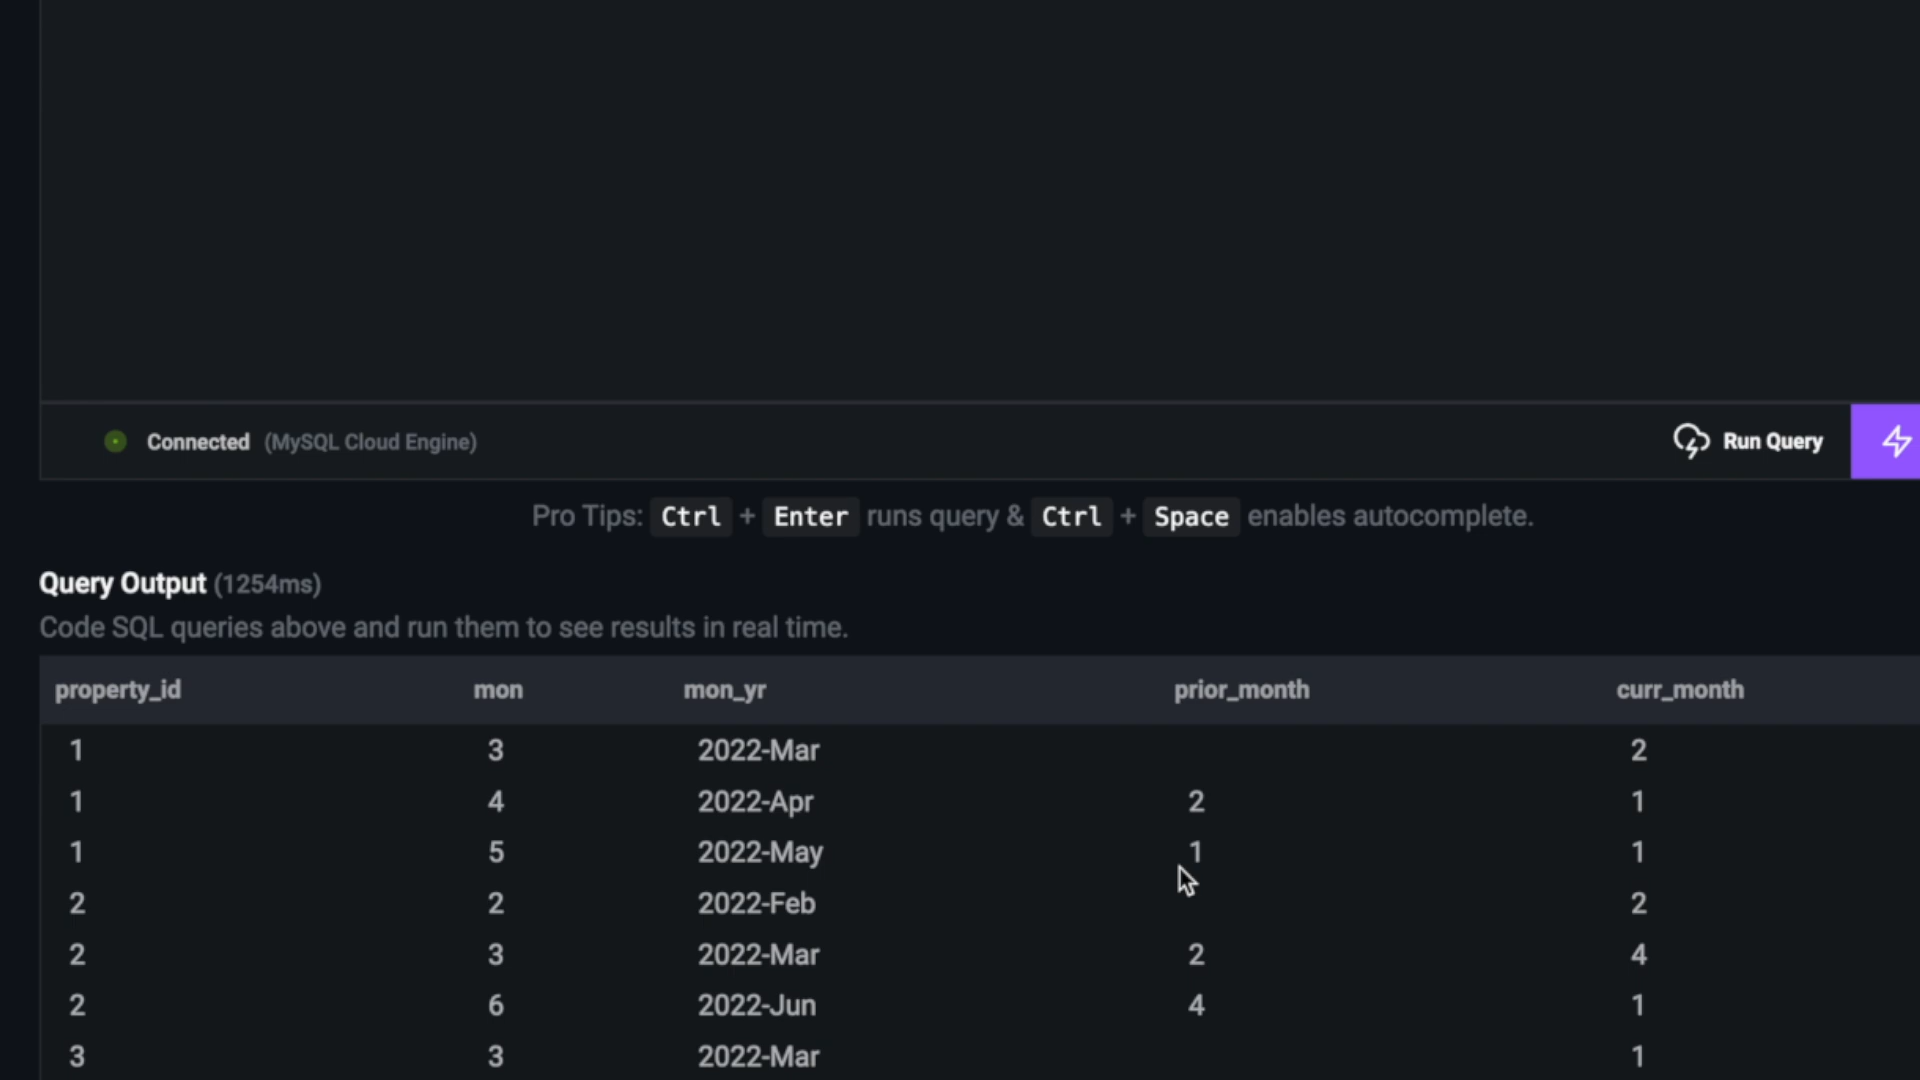 Connected (MySQL Cloud Engine)
Run Query
Pro Tips: Ctrl + Enter runs query & Ctrl + Space enables autocomplete.
Query Output (1254ms)
Code SQL queries above and run them to see results in real time.
property_id mon mon_yr prior_month curr_month
1 3 2022-Mar 2
1 4 2022-Apr 2 1
1 5 2022-May 1 1
2 2 2022-Feb 2
2 3 2022-Mar 2 4
2 6 2022-Jun 4 1
3 3 2022-Mar 1